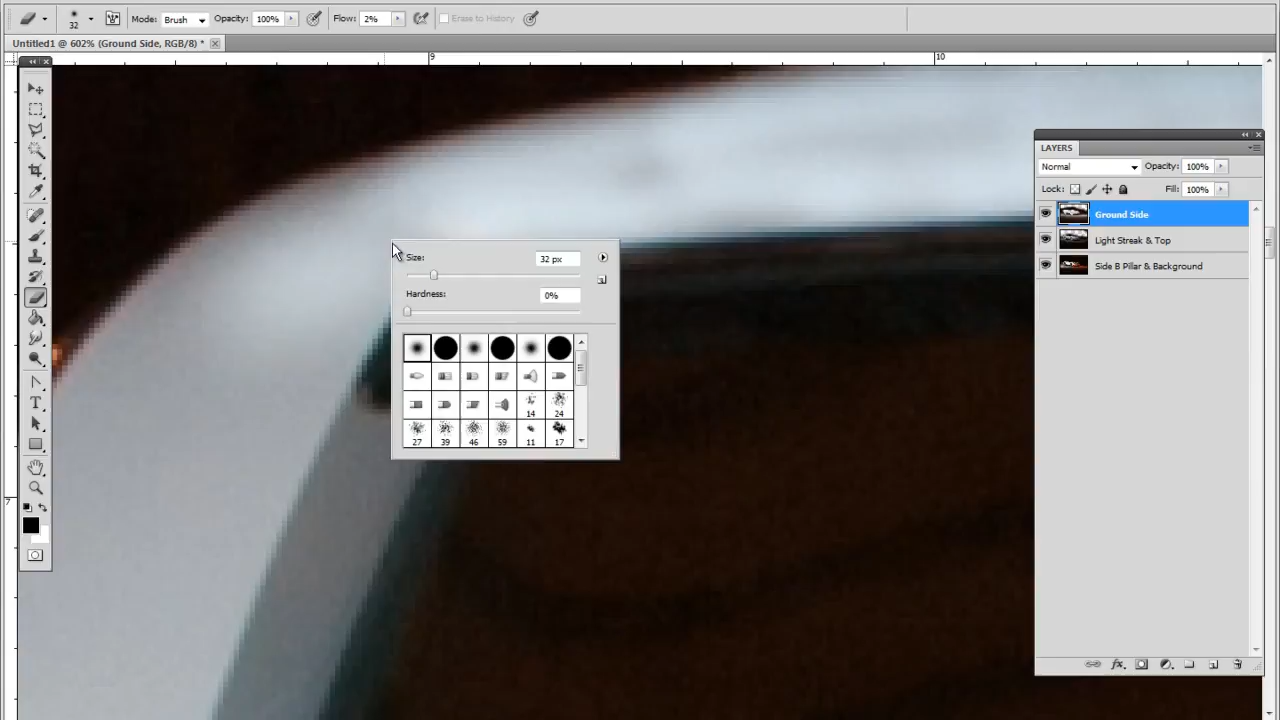 32 Mode: Brush Opacity: 100% Flow: 2% Erase to History
Untitled1 @ 602% (Ground Side, RGB/8) *
9 10
7
Size: 32 px
Hardness: 0%
14 24
27 39 46 59 11 17
LAYERS
Normal Opacity: 100%
Lock: Fill: 100%
Ground Side
Light Streak & Top
Side B Pillar & Background